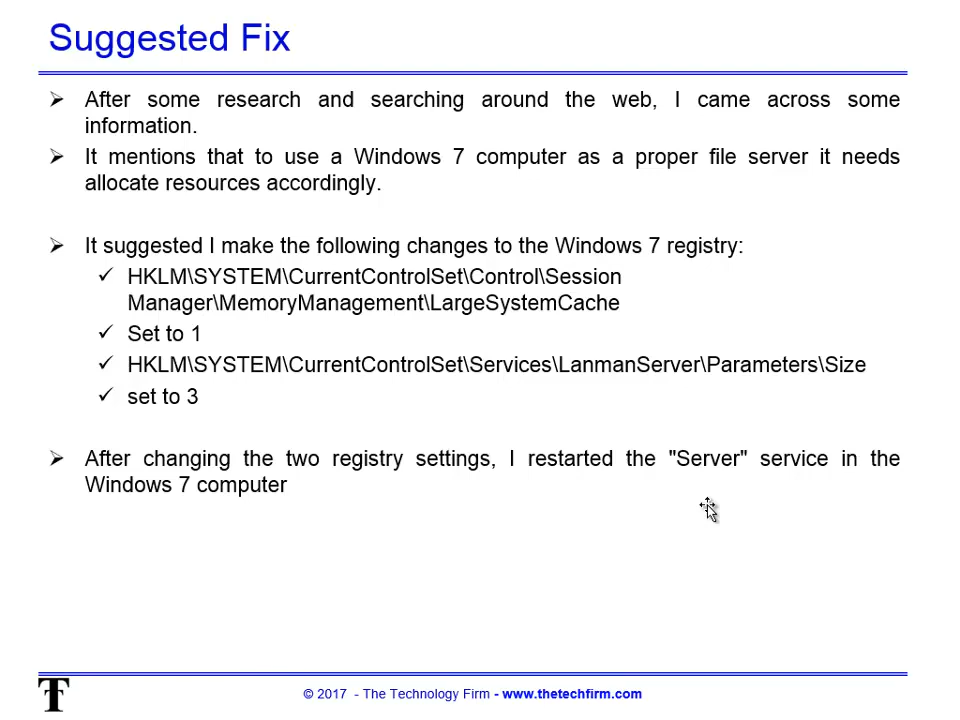 Suggested Fix
After some research and searching around the web, I came across some
information.
It mentions that to use a Windows 7 computer as a proper file server it needs
allocate resources accordingly.
It suggested I make the following changes to the Windows 7 registry:
HKLM\SYSTEM\CurrentControlSet\Control\Session
Manager\MemoryManagement\LargeSystemCache
Set to 1
HKLM\SYSTEM\CurrentControlSet\Services\LanmanServer\Parameters\Size
set to 3
After changing the two registry settings, I restarted the "Server" service in the
Windows 7 computer
© 2017 - The Technology Firm - www.thetechfirm.com